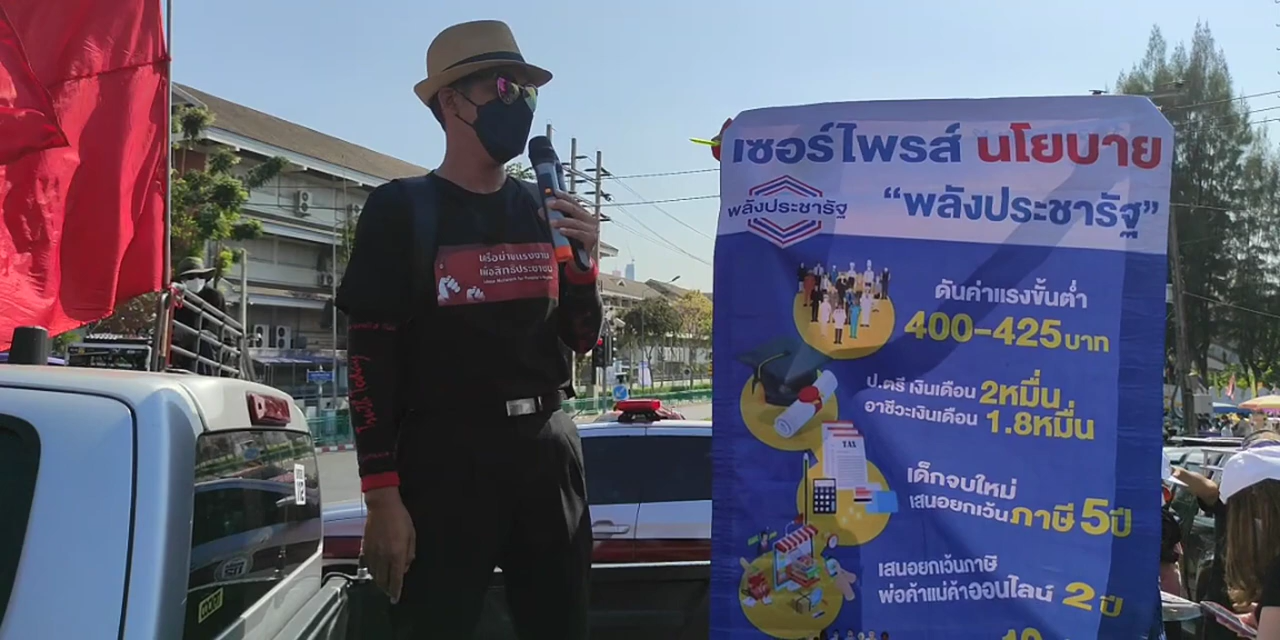 เซอร์ไพรส์ นโยบาย
"พลังประชารัฐ"
พลังประชารัฐ
ดันค่าแรงขั้นต่ำ
400-425 บาท
ป.ตรี เงินเดือน 2หมื่น
อาชีวะเงินเดือน 1.8หมื่น
TAX
เด็กจบใหม่
เสนอยกเว้นภาษี 5ปี
เสนอยกเว้นภาษี
พ่อค้าแม่ค้าออนไลน์ 2 ปี
10
เครือข่ายแรงงาน
เพื่อสิทธิประชาชน
Truth Today